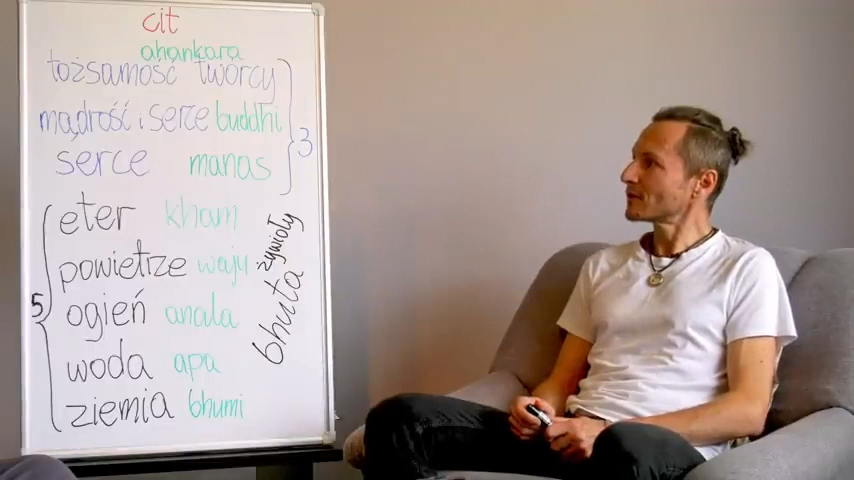 cit
ahankara
tożsamość twórcy
mądrość i serce buddhi
serce manas
3
eter kham
powietrze waju
ogień anala
woda apa
ziemia bhumi
5
bhuta żywioły